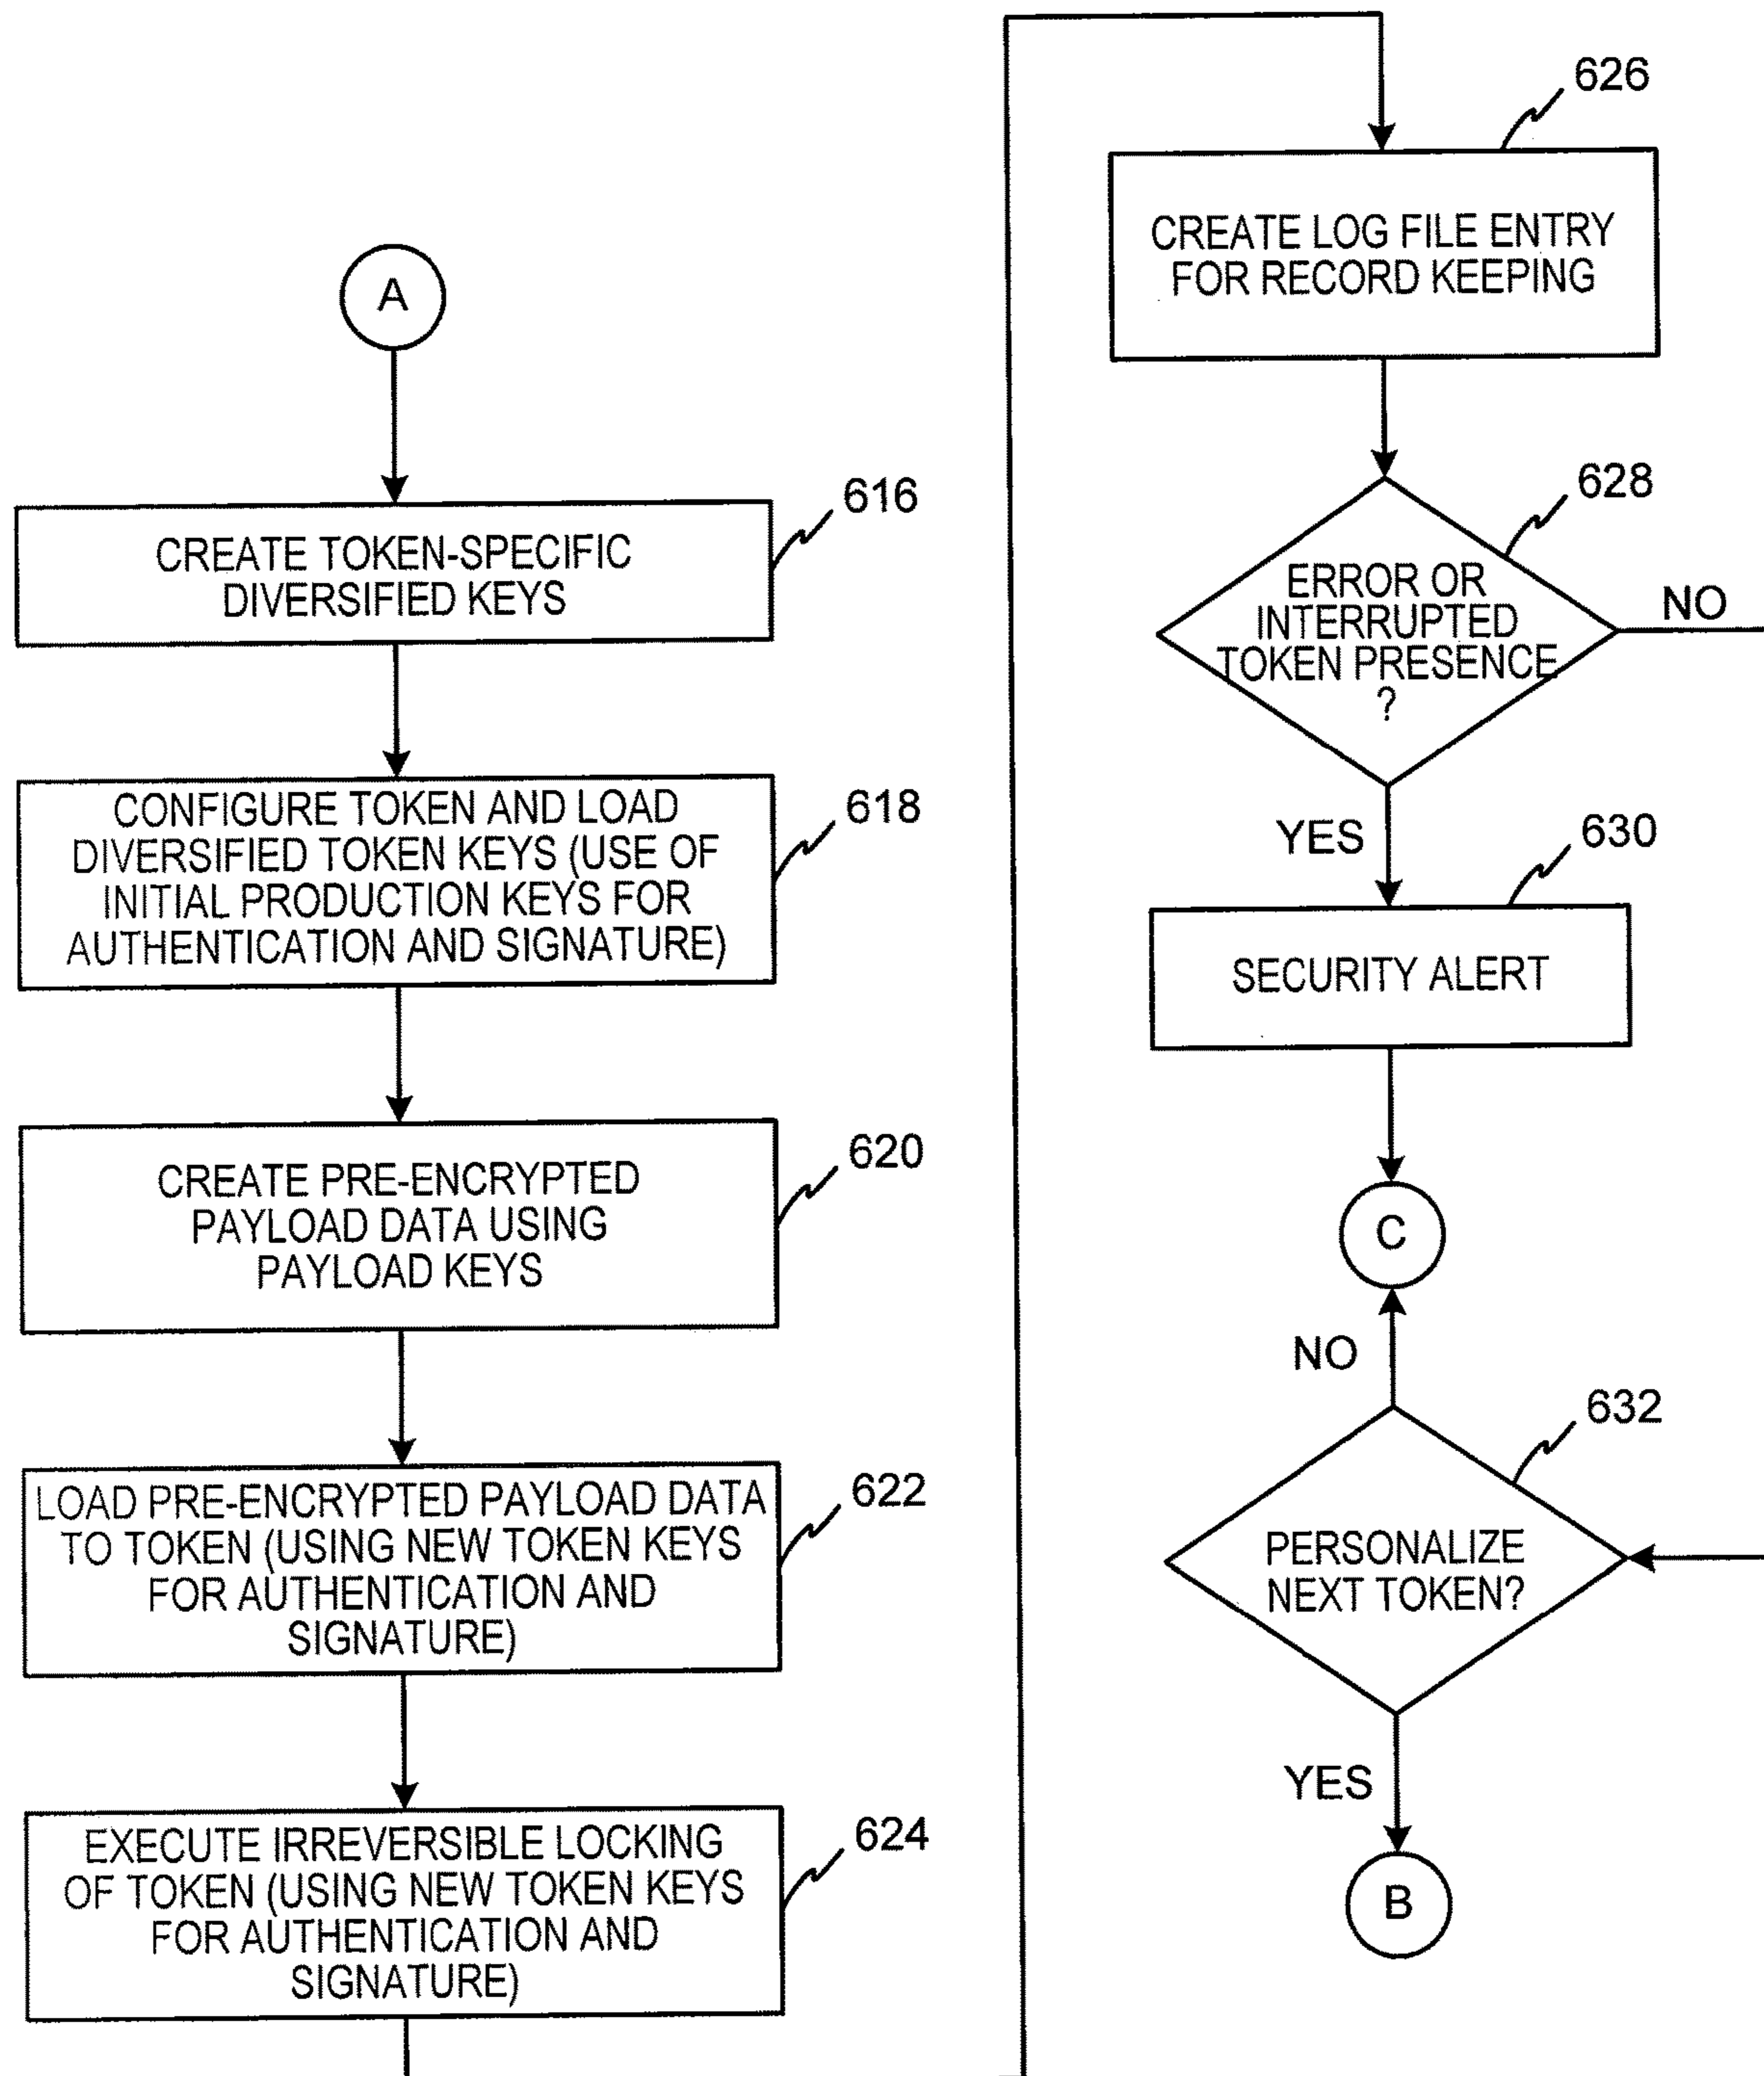 A
616
CREATE TOKEN-SPECIFIC
DIVERSIFIED KEYS
618
CONFIGURE TOKEN AND LOAD
DIVERSIFIED TOKEN KEYS (USE OF
INITIAL PRODUCTION KEYS FOR
AUTHENTICATION AND SIGNATURE)
620
CREATE PRE-ENCRYPTED
PAYLOAD DATA USING
PAYLOAD KEYS
622
LOAD PRE-ENCRYPTED PAYLOAD DATA
TO TOKEN (USING NEW TOKEN KEYS
FOR AUTHENTICATION AND
SIGNATURE)
624
EXECUTE IRREVERSIBLE LOCKING
OF TOKEN (USING NEW TOKEN KEYS
FOR AUTHENTICATION AND
SIGNATURE)
626
CREATE LOG FILE ENTRY
FOR RECORD KEEPING
628
ERROR OR
INTERRUPTED
TOKEN PRESENCE
?
NO
YES
630
SECURITY ALERT
C
NO
632
PERSONALIZE
NEXT TOKEN?
YES
B